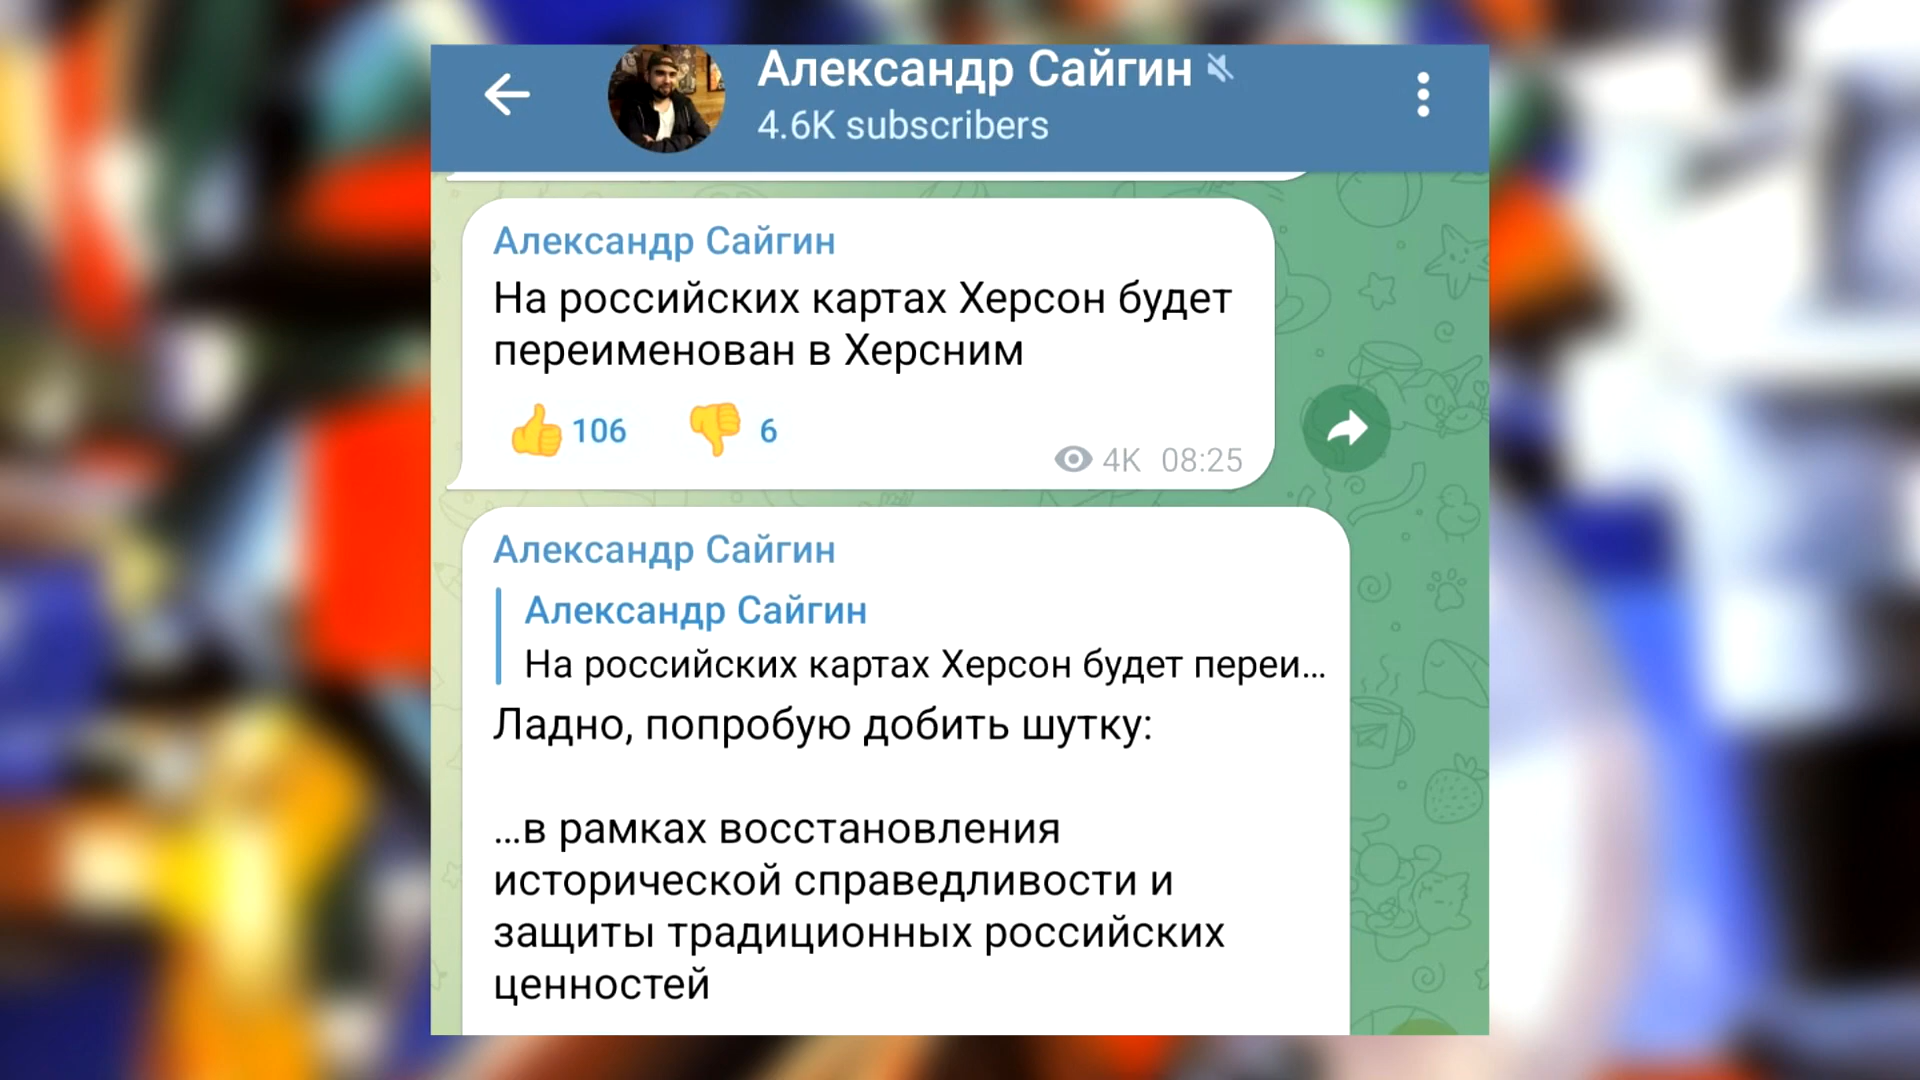 Александр Сайгин
4.6K subscribers
Александр Сайгин
На российских картах Херсон будет
переименован в Херсним
106
6
4K 08:25
Александр Сайгин
Александр Сайгин
На российских картах Херсон будет переи...
Ладно, попробую добить шутку:
...в рамках восстановления
исторической справедливости и
защиты традиционных российских
ценностей